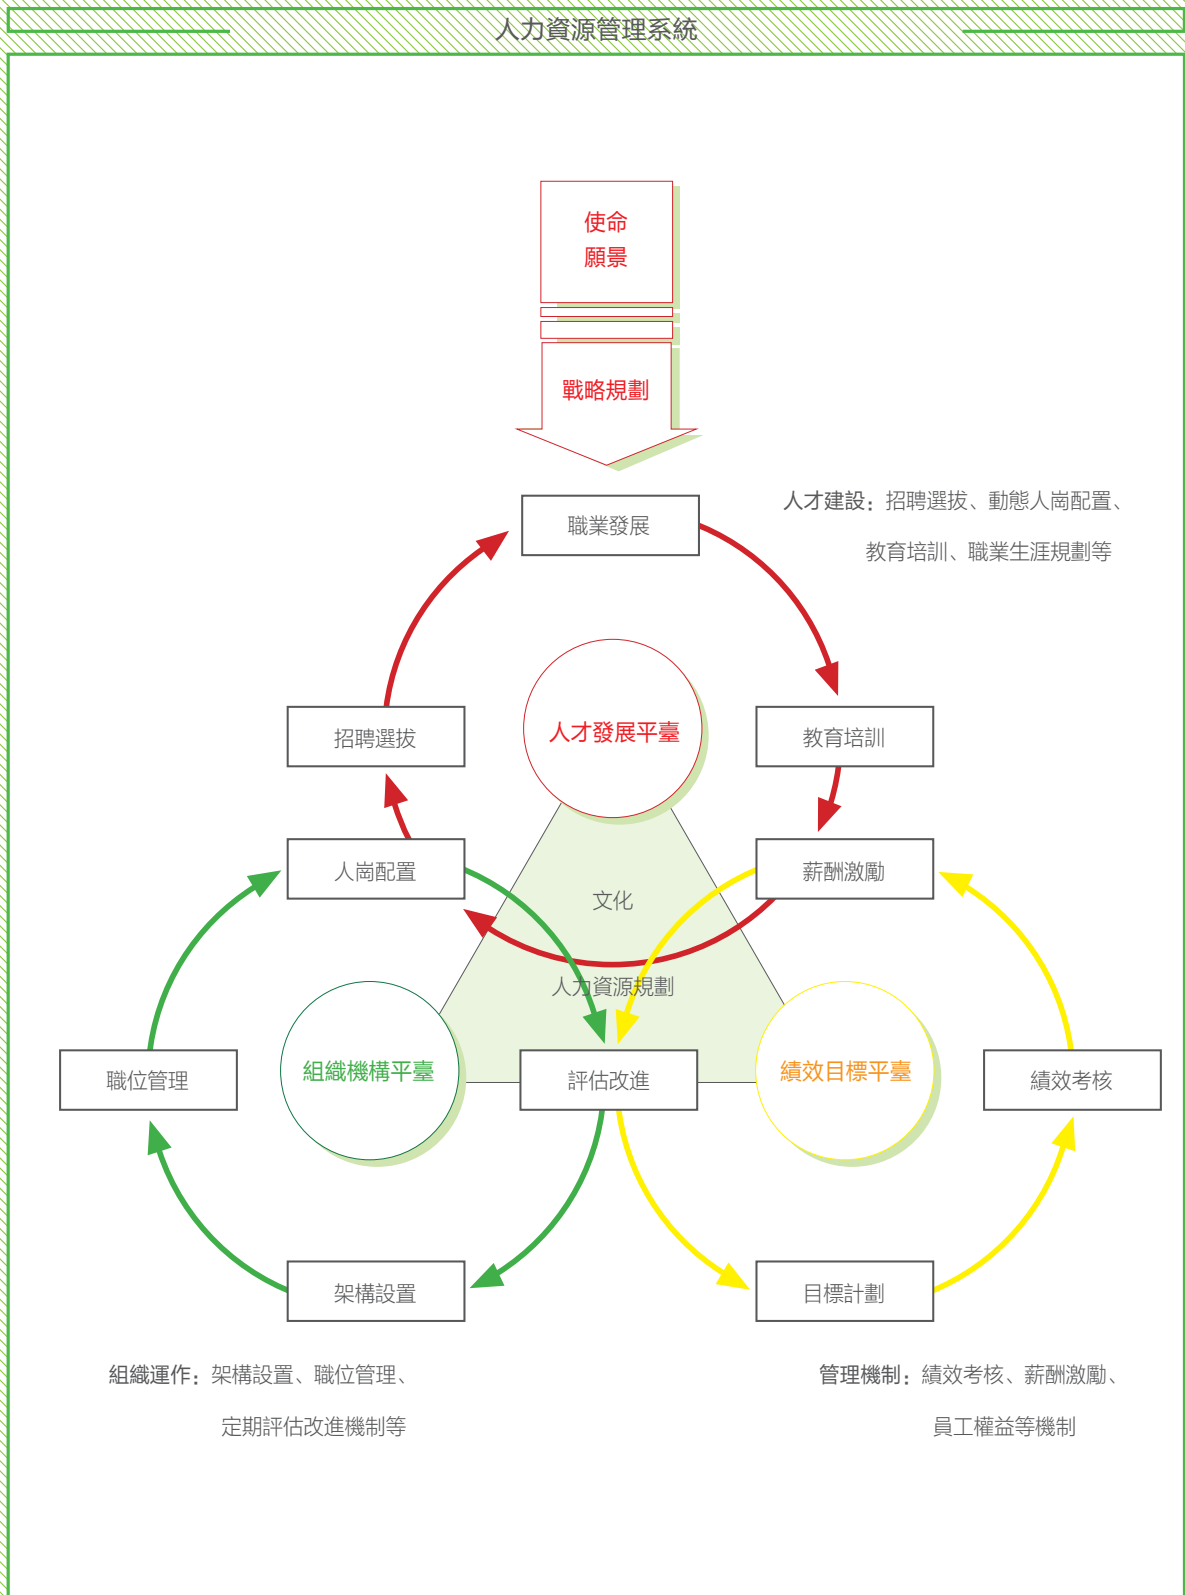 人力資源管理系統
使命
願景
戰略規劃
職業發展
人才建設：招聘選拔、動態人崗配置、
教育培訓、職業生涯規劃等
招聘選拔
人才發展平臺
教育培訓
人崗配置
文化
薪酬激勵
人力資源規劃
職位管理
組織機構平臺
評估改進
績效目標平臺
績效考核
架構設置
目標計劃
組織運作：架構設置、職位管理、
定期評估改進機制等
管理機制：績效考核、薪酬激勵、
員工權益等機制